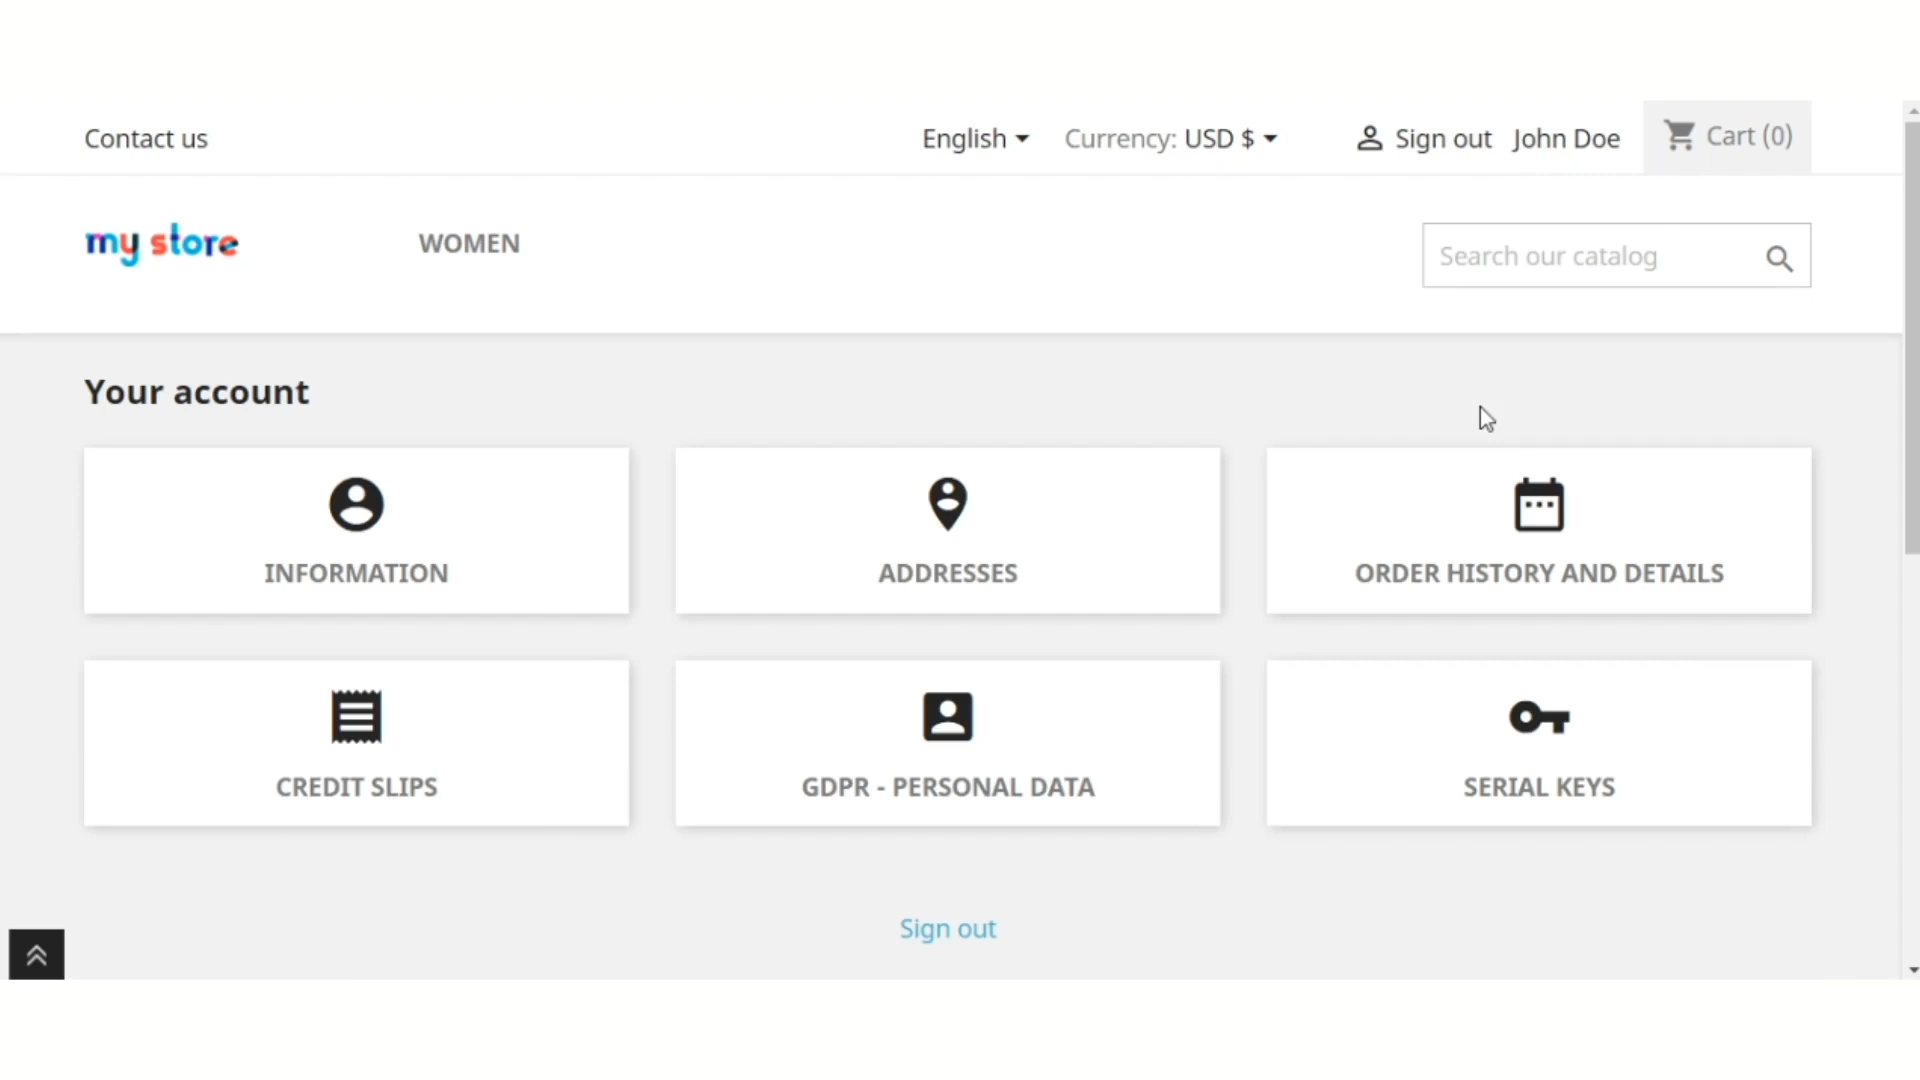 Contact us
English
Currency: USD $
Sign out
John Doe
Cart (0)
my store
WOMEN
Search our catalog
Your account
INFORMATION
ADDRESSES
ORDER HISTORY AND DETAILS
CREDIT SLIPS
GDPR - PERSONAL DATA
SERIAL KEYS
Sign out